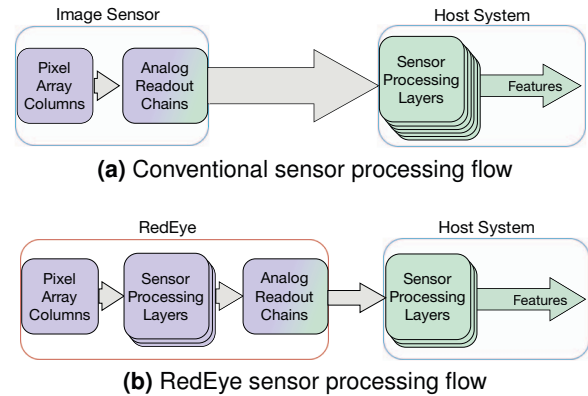 Image Sensor
Host System
Pixel
Array
Columns
Analog
Readout
Chains
Sensor
Processing
Layers
Features
(a) Conventional sensor processing flow
RedEye
Host System
Pixel
Array
Columns
Sensor
Processing
Layers
Analog
Readout
Chains
Sensor
Processing
Layers
Features
(b) RedEye sensor processing flow